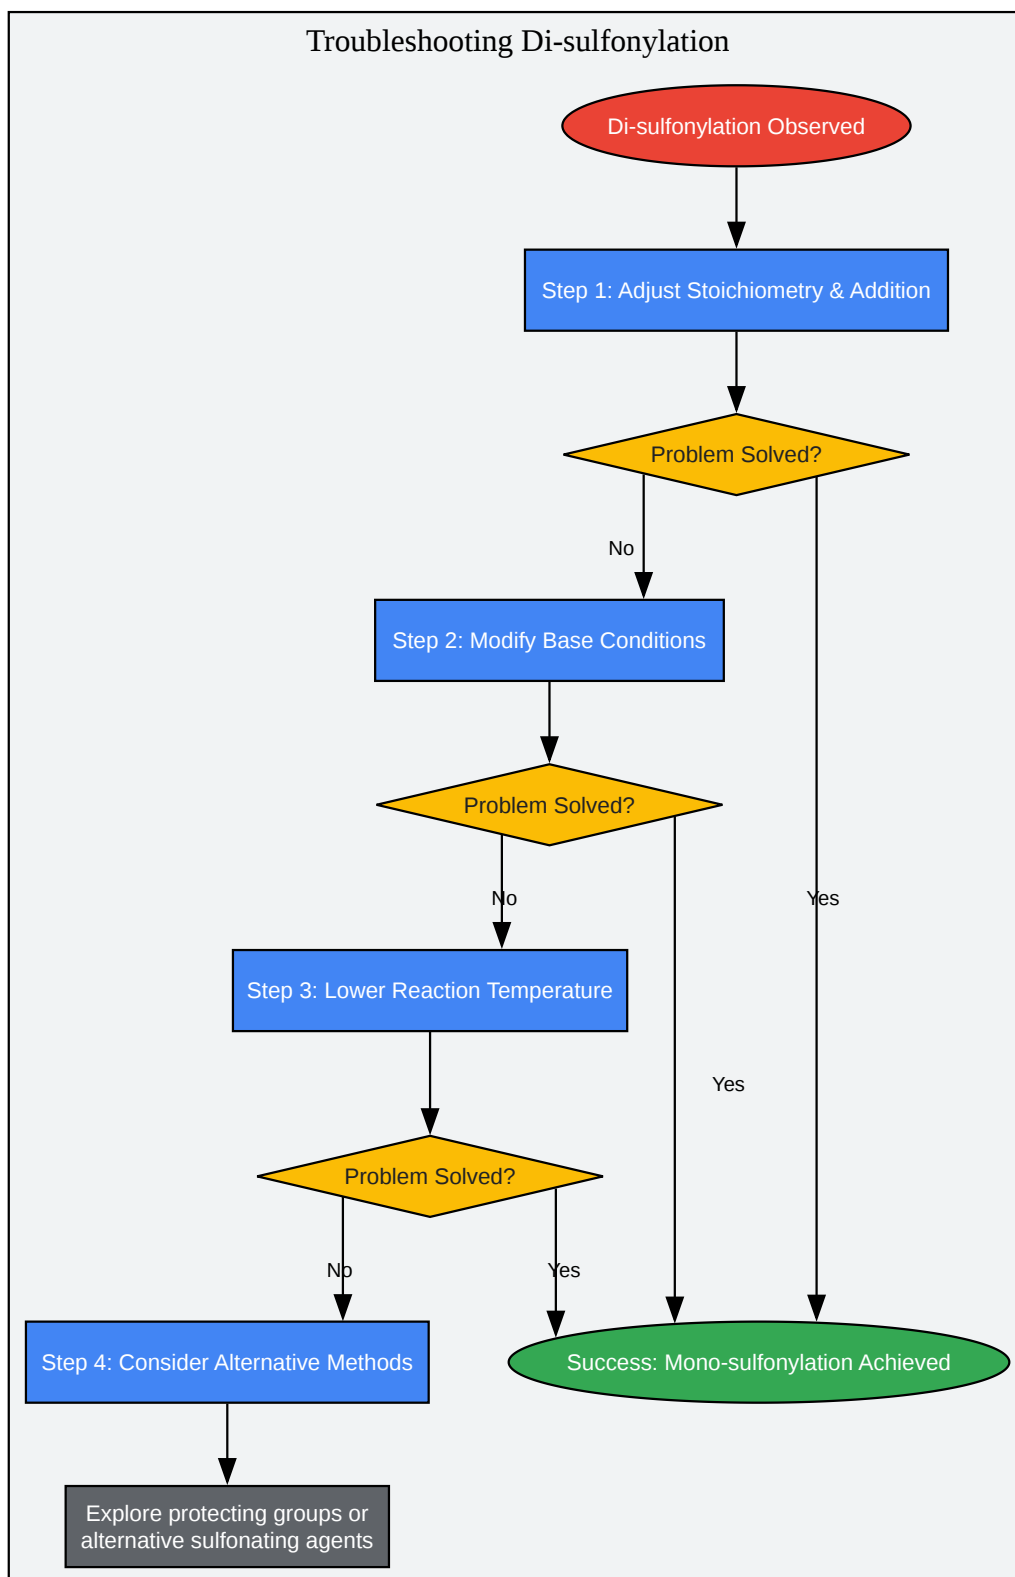 Troubleshooting Di-sulfonylation
Di-sulfonylation Observed
Step 1: Adjust Stoichiometry & Addition
Problem Solved?
No
Step 2: Modify Base Conditions
Problem Solved?
No
Yes
Step 3: Lower Reaction Temperature
Yes
Problem Solved?
No
Yes
Step 4: Consider Alternative Methods
Success: Mono-sulfonylation Achieved
Explore protecting groups or
alternative sulfonating agents